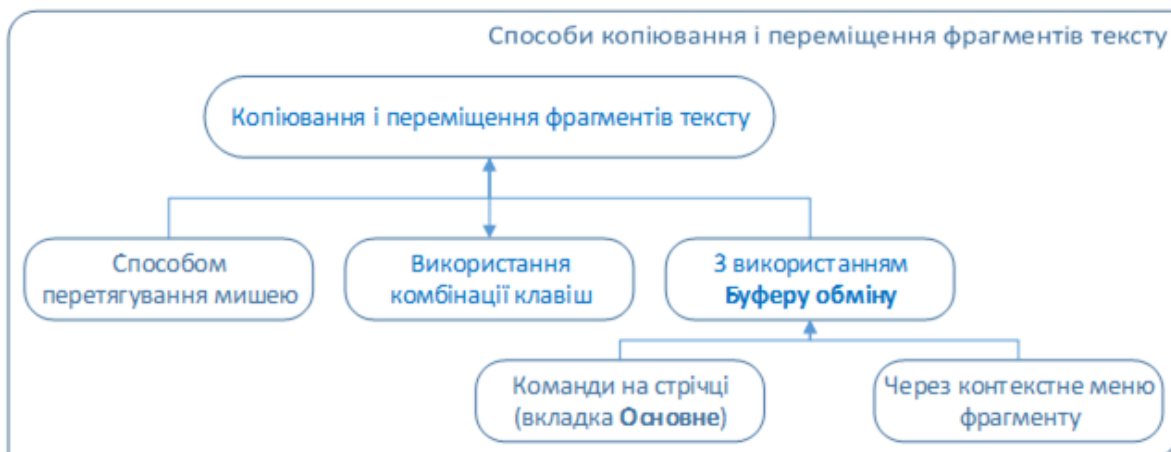 Способи копіювання і переміщення фрагментів тексту
Копіювання і переміщення фрагментів тексту
Способом
перетягування мишею
Використання
комбінації клавіш
З використанням
Буферу обміну
Команди на стрічці
(вкладка Основне)
Через контекстне меню
фрагменту